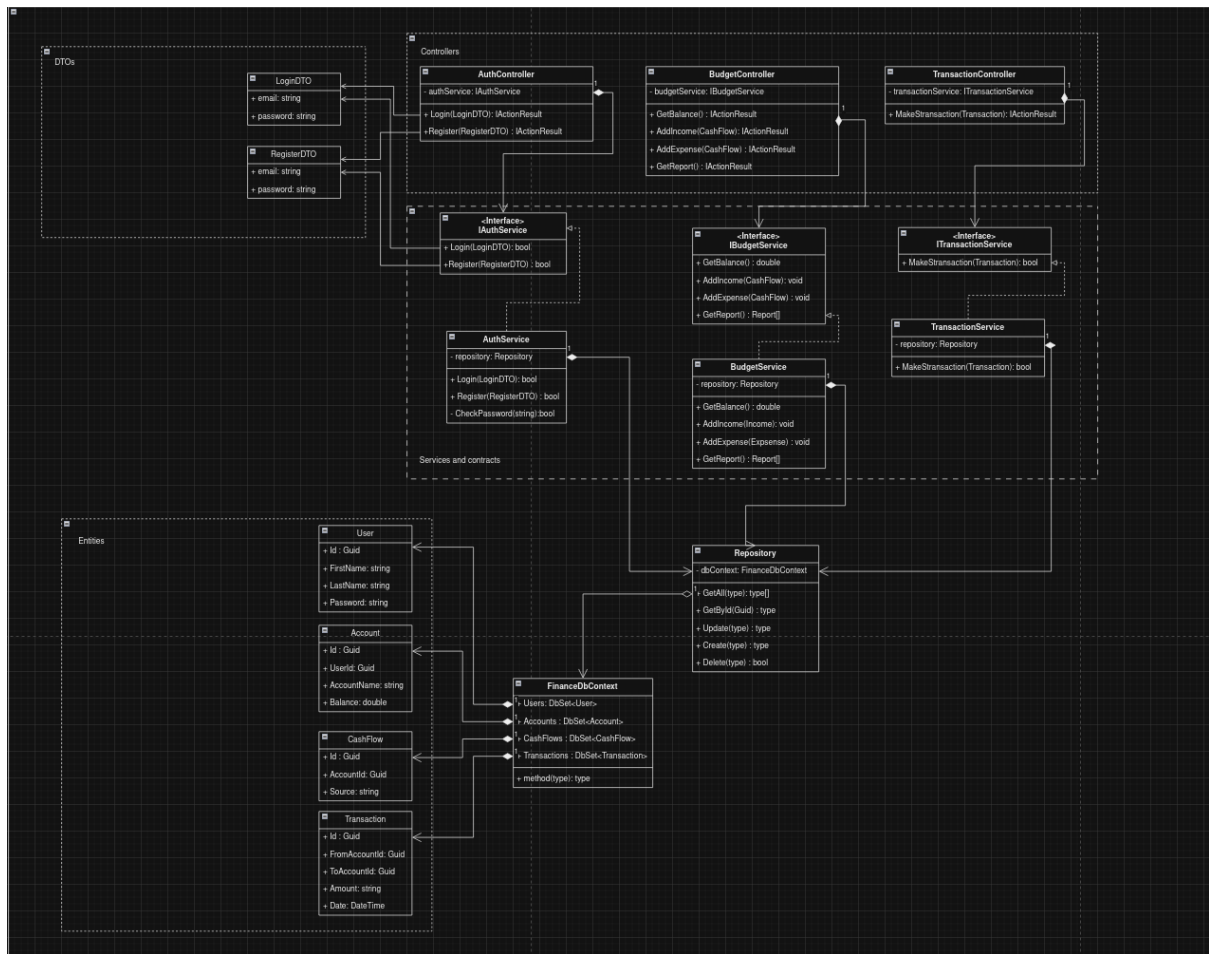 DTOs
LoginDTO
+ email: string
+ password: string
RegisterDTO
+ email: string
+ password: string
Controllers
AuthController
- authService: IAuthService
+ Login(LoginDTO): IActionResult
+Register(RegisterDTO) : IActionResult
1
BudgetController
- budgetService: IBudgetService
+ GetBalance() : IActionResult
+ AddIncome(CashFlow): IActionResult
+ AddExpense(CashFlow) : IActionResult
+ GetReport() : IActionResult
1
TransactionController
- transactionService: ITransactionService
+ MakeStransaction(Transaction): IActionResult
1
<Interface>
IAuthService
+ Login(LoginDTO): bool
+Register(RegisterDTO) : bool
<Interface>
IBudgetService
+ GetBalance() : double
+ AddIncome(CashFlow): void
+ AddExpense(CashFlow) : void
+ GetReport() : Report[]
<Interface>
ITransactionService
+ MakeStransaction(Transaction): bool
AuthService
- repository: Repository
+ Login(LoginDTO): bool
+ Register(RegisterDTO) : bool
- CheckPassword(string):bool
1
BudgetService
- repository: Repository
+ GetBalance() : double
+ AddIncome(Income): void
+ AddExpense(Expsense) : void
+ GetReport() : Report[]
1
TransactionService
- repository: Repository
+ MakeStransaction(Transaction): bool
1
Services and contracts
Entities
User
+ Id : Guid
+ FirstName: string
+ LastName: string
+ Password: string
Account
+ Id : Guid
+ UserId: Guid
+ AccountName: string
+ Balance: double
CashFlow
+ Id : Guid
+ AccountId: Guid
+ Source: string
Transaction
+ Id : Guid
+ FromAccountId: Guid
+ ToAccountId: Guid
+ Amount: string
+ Date: DateTime
Repository
- dbContext: FinanceDbContext
1
+ GetAll(type): type[]
+ GetById(Guid) : type
+ Update(type) : type
+ Create(type) : type
+ Delete(type) : bool
FinanceDbContext
1
+ Users: DbSet<User>
1
+ Accounts : DbSet<Account>
1
+ CashFlows : DbSet<CashFlow>
1
+ Transactions : DbSet<Transaction>
+ method(type): type